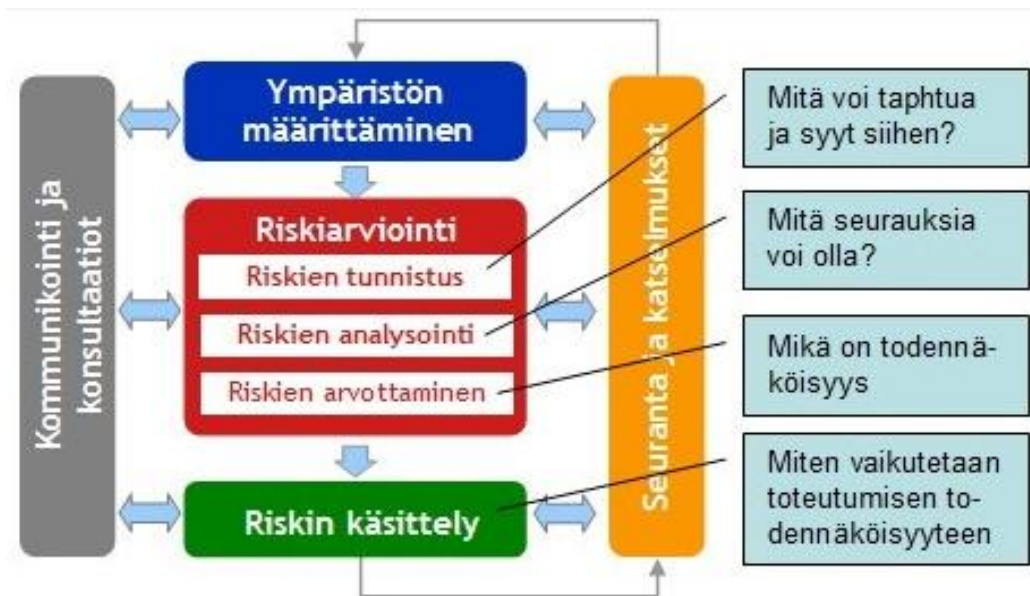 Kommunikointi ja
konsultaatiot
Ympäristön
määrittäminen
Riskiarviointi
Riskien tunnistus
Riskien analysointi
Riskien arvottaminen
Riskin käsittely
Seuranta ja katselmukset
Mitä voi taphtua
ja syyt siihen?
Mitä seurauksia
voi olla?
Mikä on todennä-
köisyys
Miten vaikutetaan
toteutumisen to-
dennäköisyyteen